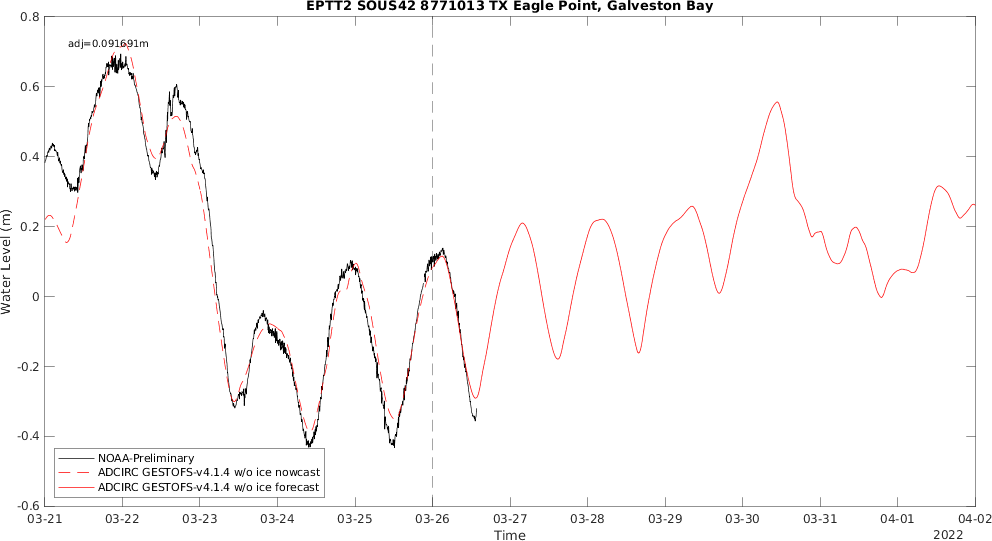 EPTT2 SOUS42 8771013 TX Eagle Point, Galveston Bay
adj=0.091691m
0.8
0.6
0.4
0.2
0
-0.2
-0.4
-0.6
Water Level (m)
NOAA-Preliminary
ADCIRC GESTOFS-v4.1.4 w/o ice nowcast
ADCIRC GESTOFS-v4.1.4 w/o ice forecast
03-21 03-22 03-23 03-24 03-25 03-26 03-27 03-28 03-29 03-30 03-31 04-01 04-02
Time
2022